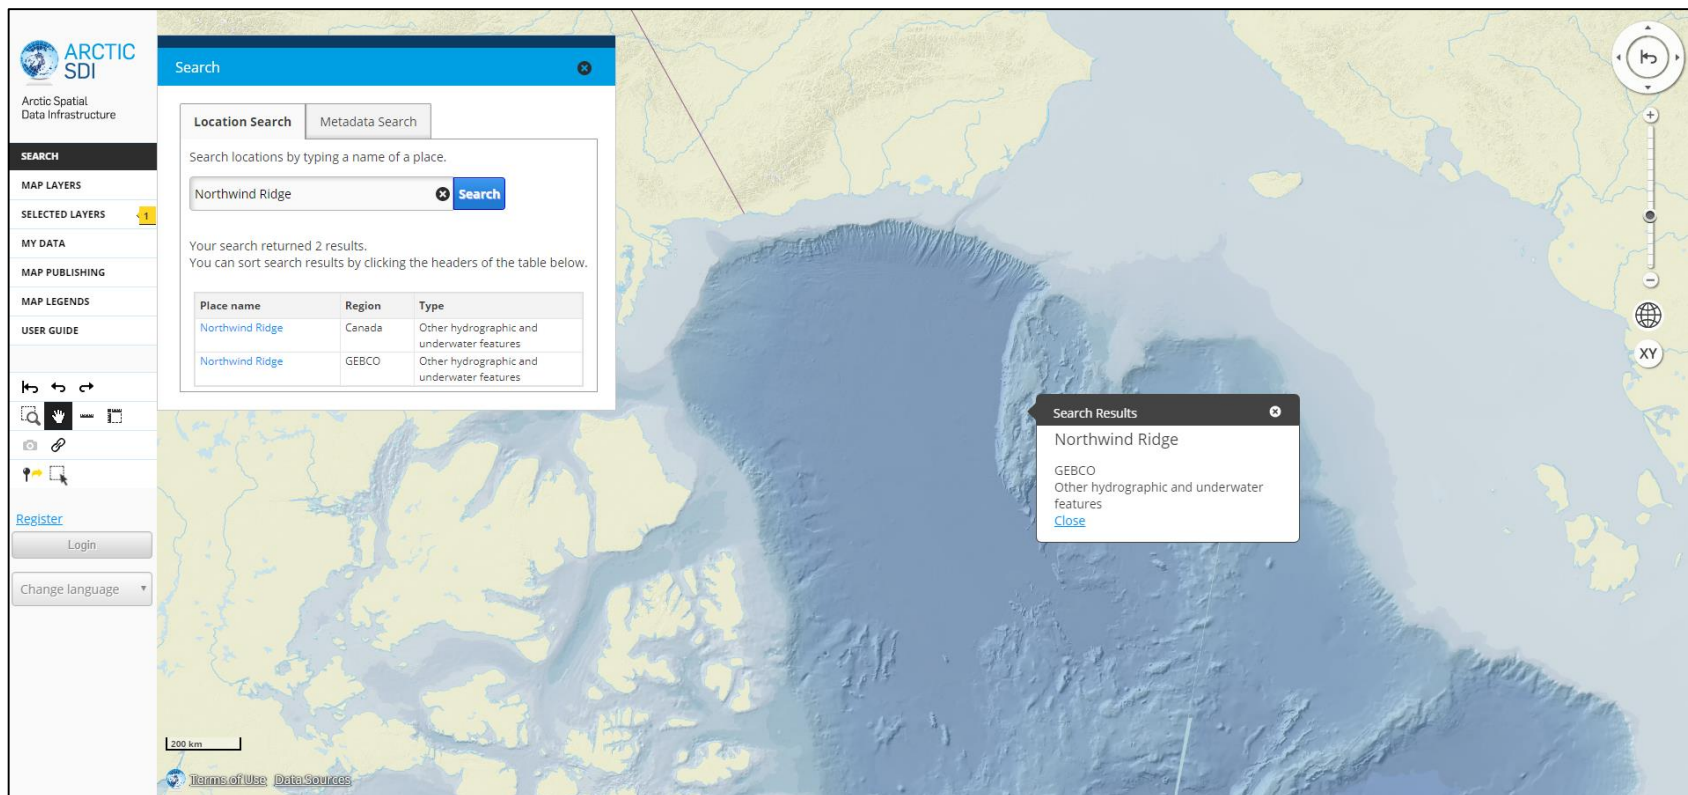 ARCTIC
SDI
Arctic Spatial
Data Infrastructure
SEARCH
MAP LAYERS
SELECTED LAYERS 1
MY DATA
MAP PUBLISHING
MAP LEGENDS
USER GUIDE
Register
Login
Change language
Search
Location Search Metadata Search
Search locations by typing a name of a place.
Northwind Ridge Search
Your search returned 2 results.
You can sort search results by clicking the headers of the table below.
Place name Region Type
Northwind Ridge Canada Other hydrographic and
underwater features
Northwind Ridge GEBCO Other hydrographic and
underwater features
Search Results
Northwind Ridge
GEBCO
Other hydrographic and underwater
features
Close
XY
200 km
Terms of Use Data Sources